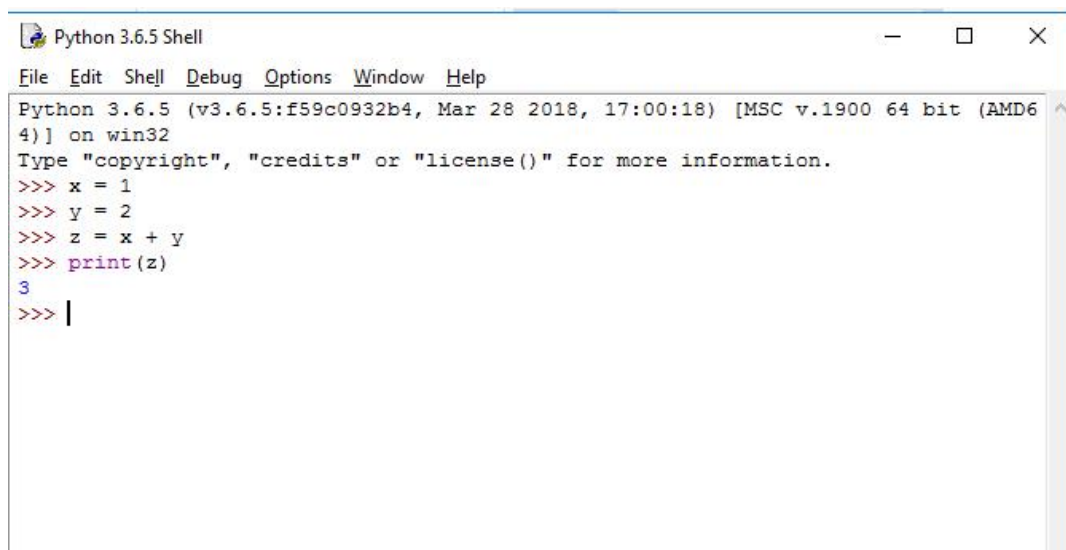 Python 3.6.5 Shell
File Edit Shell Debug Options Window Help
Python 3.6.5 (v3.6.5:f59c0932b4, Mar 28 2018, 17:00:18) [MSC v.1900 64 bit (AMD6
4)] on win32
Type "copyright", "credits" or "license()" for more information.
>>> x = 1
>>> y = 2
>>> z = x + y
>>> print(z)
3
>>>